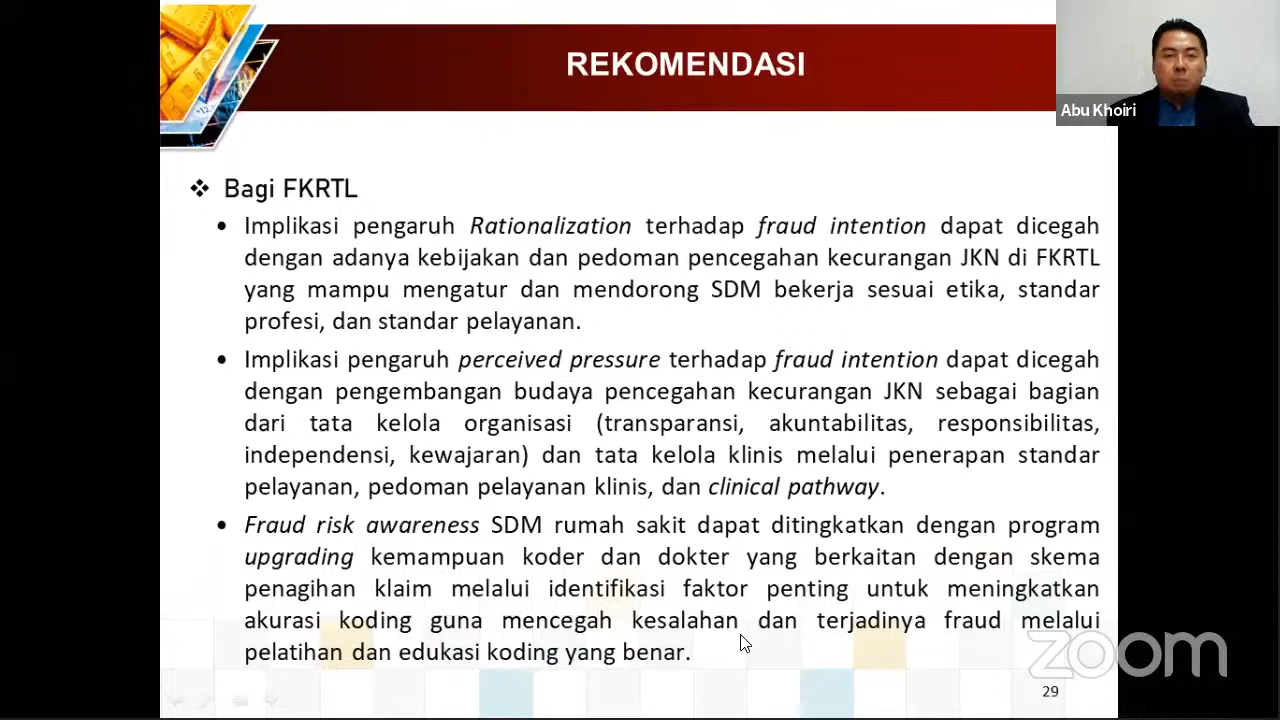 REKOMENDASI
Abu Khoiri
❖ Bagi FKRTL
• Implikasi pengaruh Rationalization terhadap fraud intention dapat dicegah
dengan adanya kebijakan dan pedoman pencegahan kecurangan JKN di FKRTL
yang mampu mengatur dan mendorong SDM bekerja sesuai etika, standar
profesi, dan standar pelayanan.
• Implikasi pengaruh perceived pressure terhadap fraud intention dapat dicegah
dengan pengembangan budaya pencegahan kecurangan JKN sebagai bagian
dari tata kelola organisasi (transparansi, akuntabilitas, responsibilitas,
independensi, kewajaran) dan tata kelola klinis melalui penerapan standar
pelayanan, pedoman pelayanan klinis, dan clinical pathway.
• Fraud risk awareness SDM rumah sakit dapat ditingkatkan dengan program
upgrading kemampuan koder dan dokter yang berkaitan dengan skema
penagihan klaim melalui identifikasi faktor penting untuk meningkatkan
akurasi koding guna mencegah kesalahan dan terjadinya fraud melalui
pelatihan dan edukasi koding yang benar.
zoom
29